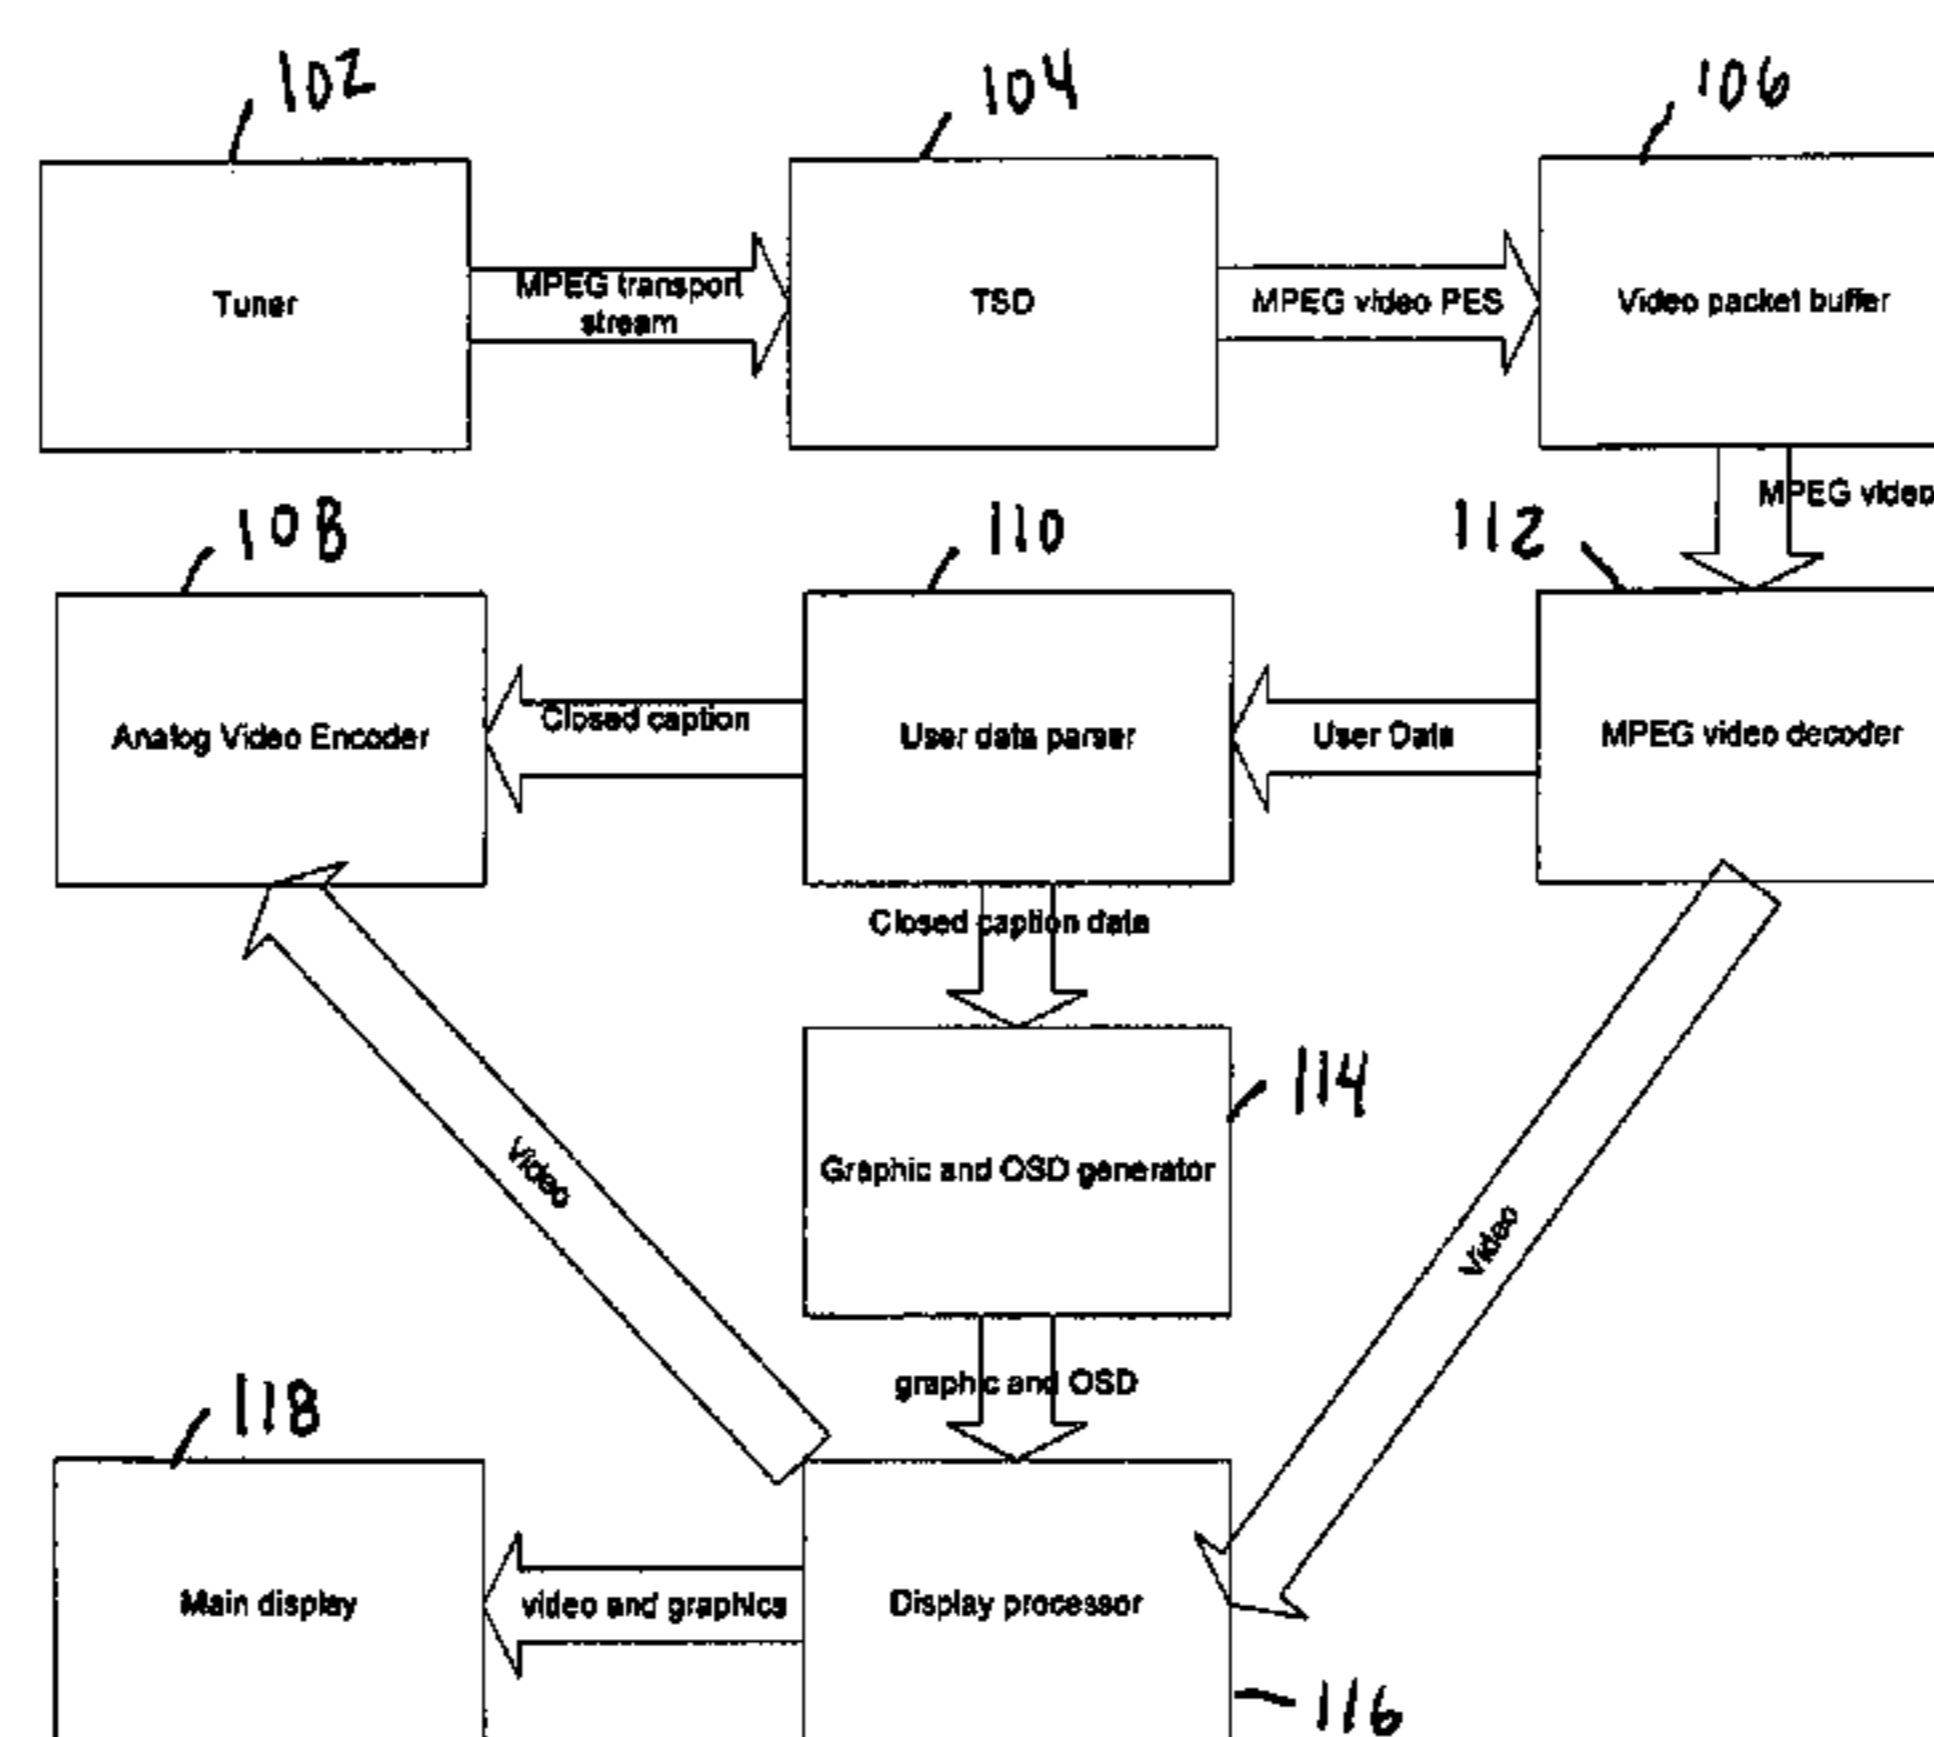 102
104
106
Tuner
MPEG transport
stream
TSD
MPEG video PES
Video packet buffer
MPEG video
108
110
112
Analog Video Encoder
Closed caption
User data parser
User Data
MPEG video decoder
Closed caption data
114
Graphic and OSD generator
Video
Video
graphic and OSD
118
Main display
video and graphics
Display processor
116